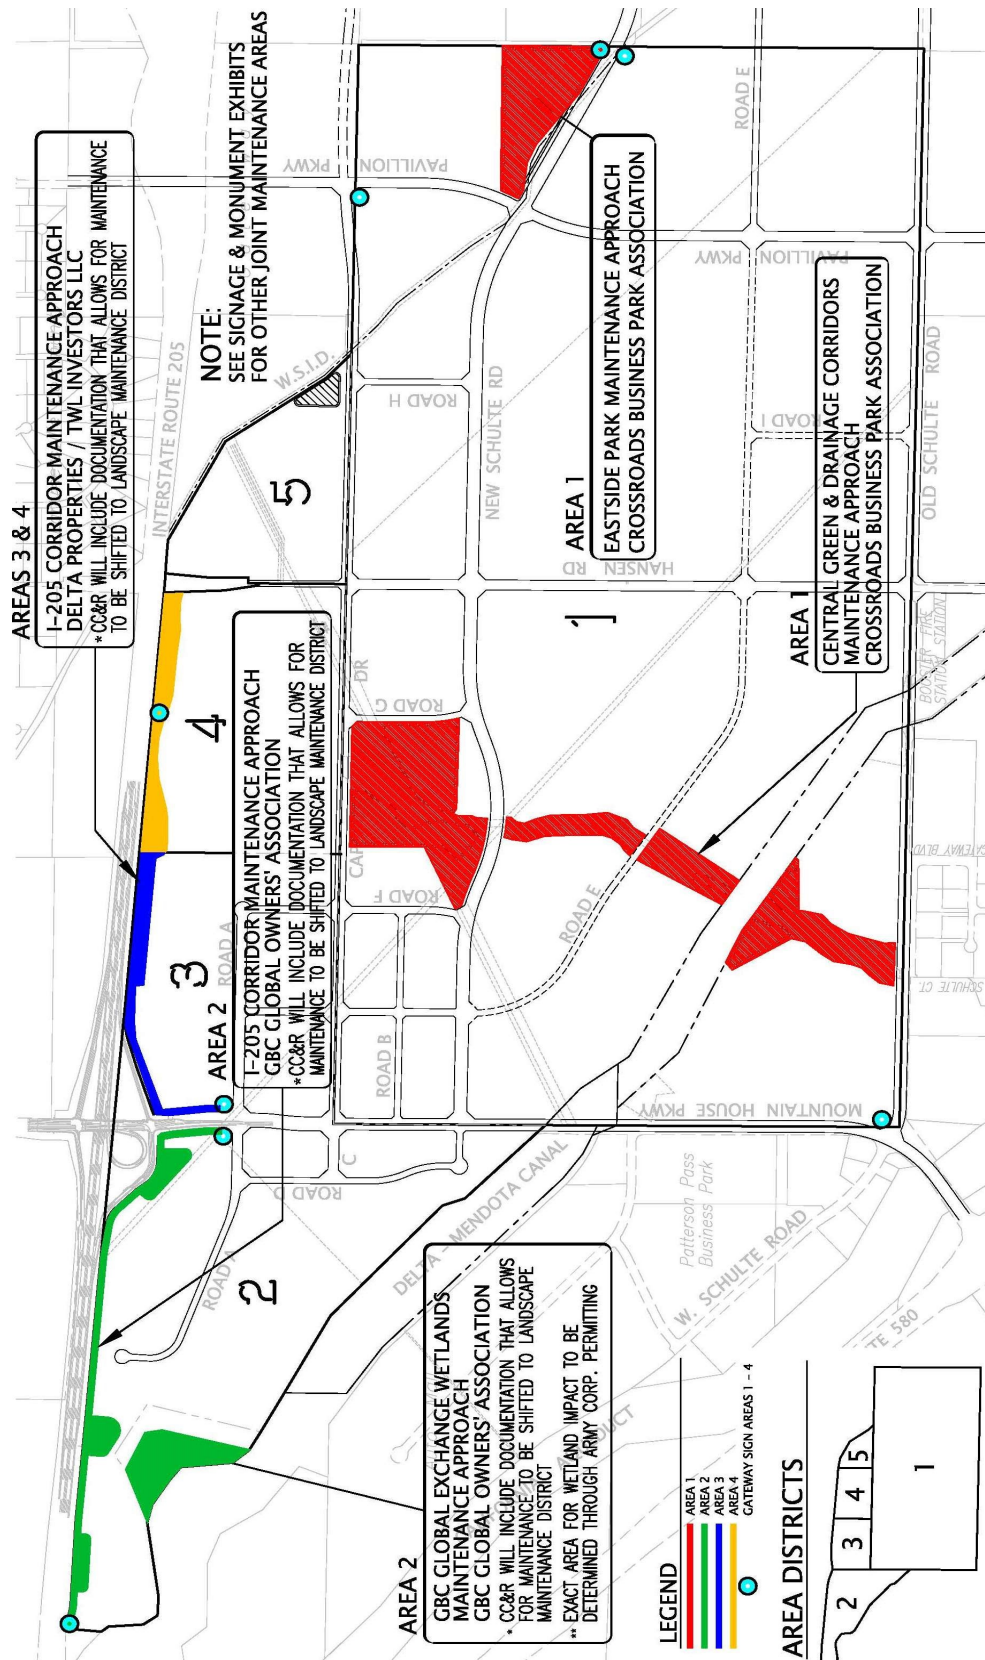 AREAS 3 & 4
I-205 CORRIDOR MAINTENANCE APPROACH
DELTA PROPERTIES / TWL INVESTORS LLC
*CC&R WILL INCLUDE DOCUMENTATION THAT ALLOWS FOR MAINTENANCE
TO BE SHIFTED TO LANDSCAPE MAINTENANCE DISTRICT
NOTE:
SEE SIGNAGE & MONUMENT EXHIBITS
FOR OTHER JOINT MAINTENANCE AREAS
INTERSTATE ROUTE 205
W.S.I.D.
PAVILLION PKWY
PAVILLION PKWY
ROAD H
NEW SCHULTE RD
ROAD E
ROAD I
OLD SCHULTE ROAD
HANSEN RD
5
4
3
2
1
AREA 1
EASTSIDE PARK MAINTENANCE APPROACH
CROSSROADS BUSINESS PARK ASSOCIATION
AREA 1
CENTRAL GREEN & DRAINAGE CORRIDORS
MAINTENANCE APPROACH
CROSSROADS BUSINESS PARK ASSOCIATION
AREA 2
I-205 CORRIDOR MAINTENANCE APPROACH
GBC GLOBAL OWNERS' ASSOCIATION
*CC&R WILL INCLUDE DOCUMENTATION THAT ALLOWS FOR
MAINTENANCE TO BE SHIFTED TO LANDSCAPE MAINTENANCE DISTRICT
DR
ROAD G
ROAD F
ROAD E
ROAD A
ROAD B
C
ROAD D
ROAD A
MOUNTAIN HOUSE PKWY
DELTA - MENDOTA CANAL
GATEWAY BLVD
SCHULTE CT.
STATION
Patterson Pass
Business Park
W. SCHULTE ROAD
AREA 2
GBC GLOBAL EXCHANGE WETLANDS
MAINTENANCE APPROACH
GBC GLOBAL OWNERS' ASSOCIATION
* CC&R WILL INCLUDE DOCUMENTATION THAT ALLOWS
FOR MAINTENANCE TO BE SHIFTED TO LANDSCAPE
MAINTENANCE DISTRICT
** EXACT AREA FOR WETLAND IMPACT TO BE
DETERMINED THROUGH ARMY CORP. PERMITTING
LEGEND
AREA 1
AREA 2
AREA 3
AREA 4
GATEWAY SIGN AREAS 1 - 4
AREA DISTRICTS
2
3
4
5
1